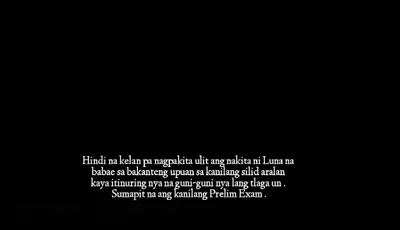 Hindi na kelan pa nagpakita ulit ang nakita ni Luna na
babae sa bakanteng upuan sa kanilang silid aralan
kaya itinuring nya na guni-guni nya lang tlaga un .
Sumapit na ang kanilang Prelim Exam .